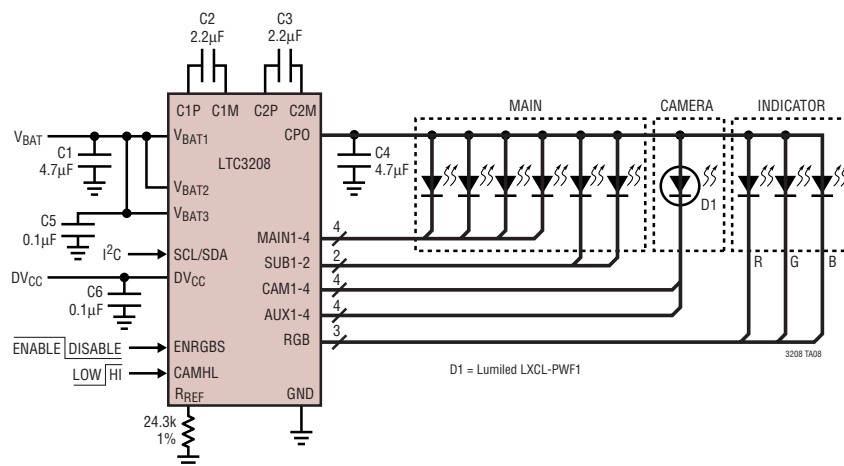 C2
2.2µF
C3
2.2µF
C1P C1M C2P C2M
MAIN CAMERA INDICATOR
VBAT
VBAT1
CPO
C1
4.7µF
LTC3208
C4
4.7µF
VBAT2
VBAT3
D1
C5
0.1µF
MAIN1-4
4
I2C
SCL/SDA
SUB1-2
2
R G B
DVCC
DVCC
CAM1-4
4
C6
0.1µF
AUX1-4
4
RGB
3
3208 TA08
ENABLE DISABLE
ENRGBS
LOW HI
CAMHL
D1 = Lumiled LXCL-PWF1
RREF
GND
24.3k
1%